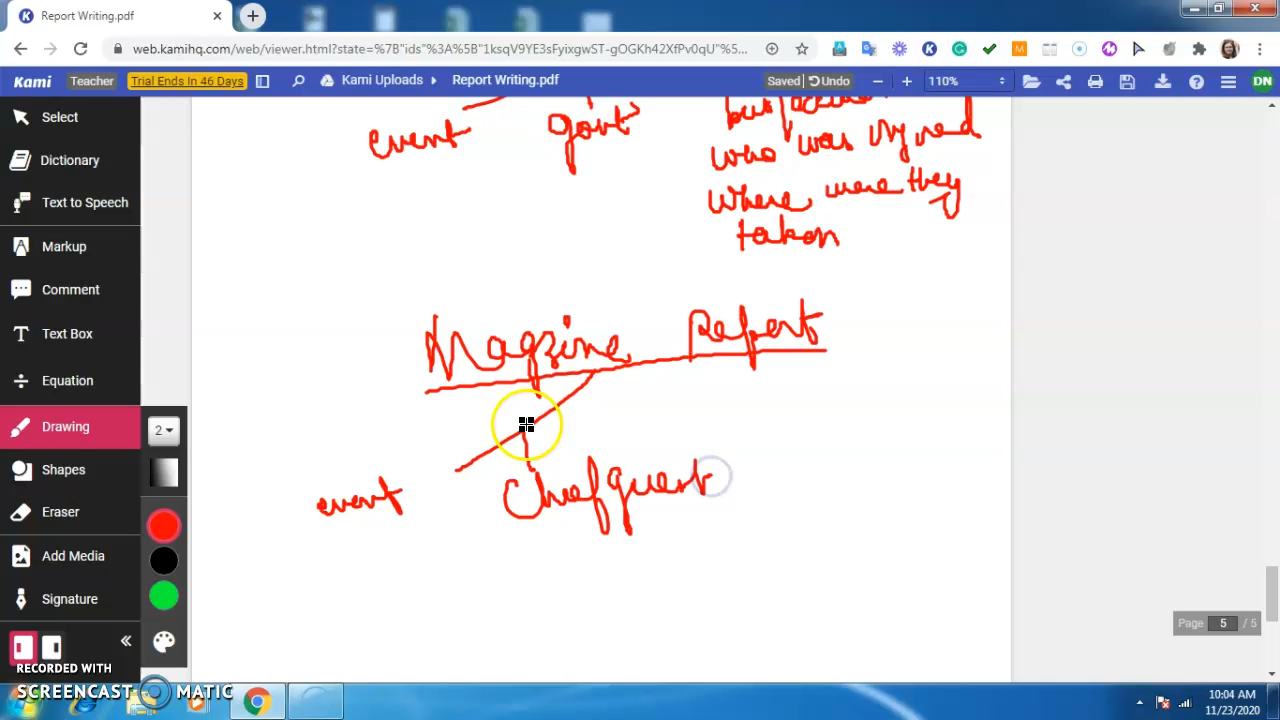 Report Writing.pdf
web.kamihq.com/web/viewer.html?state=%7B"ids"%3A%5B"1ksqV9YE3sFyixgwST-gOGKh42XfPv0qU"%5...
Kami Teacher Trial Ends In 46 Days Kami Uploads Report Writing.pdf Saved Undo 110% DN
Select
Dictionary
Text to Speech
Markup
Comment
Text Box
Equation
Drawing
2
Shapes
Eraser
Add Media
Signature
event govt
who was
where were they
taken
Magzine Report
event Chief guest
Page 5 / 5
RECORDED WITH
SCREENCAST MATIC
10:04 AM
11/23/2020